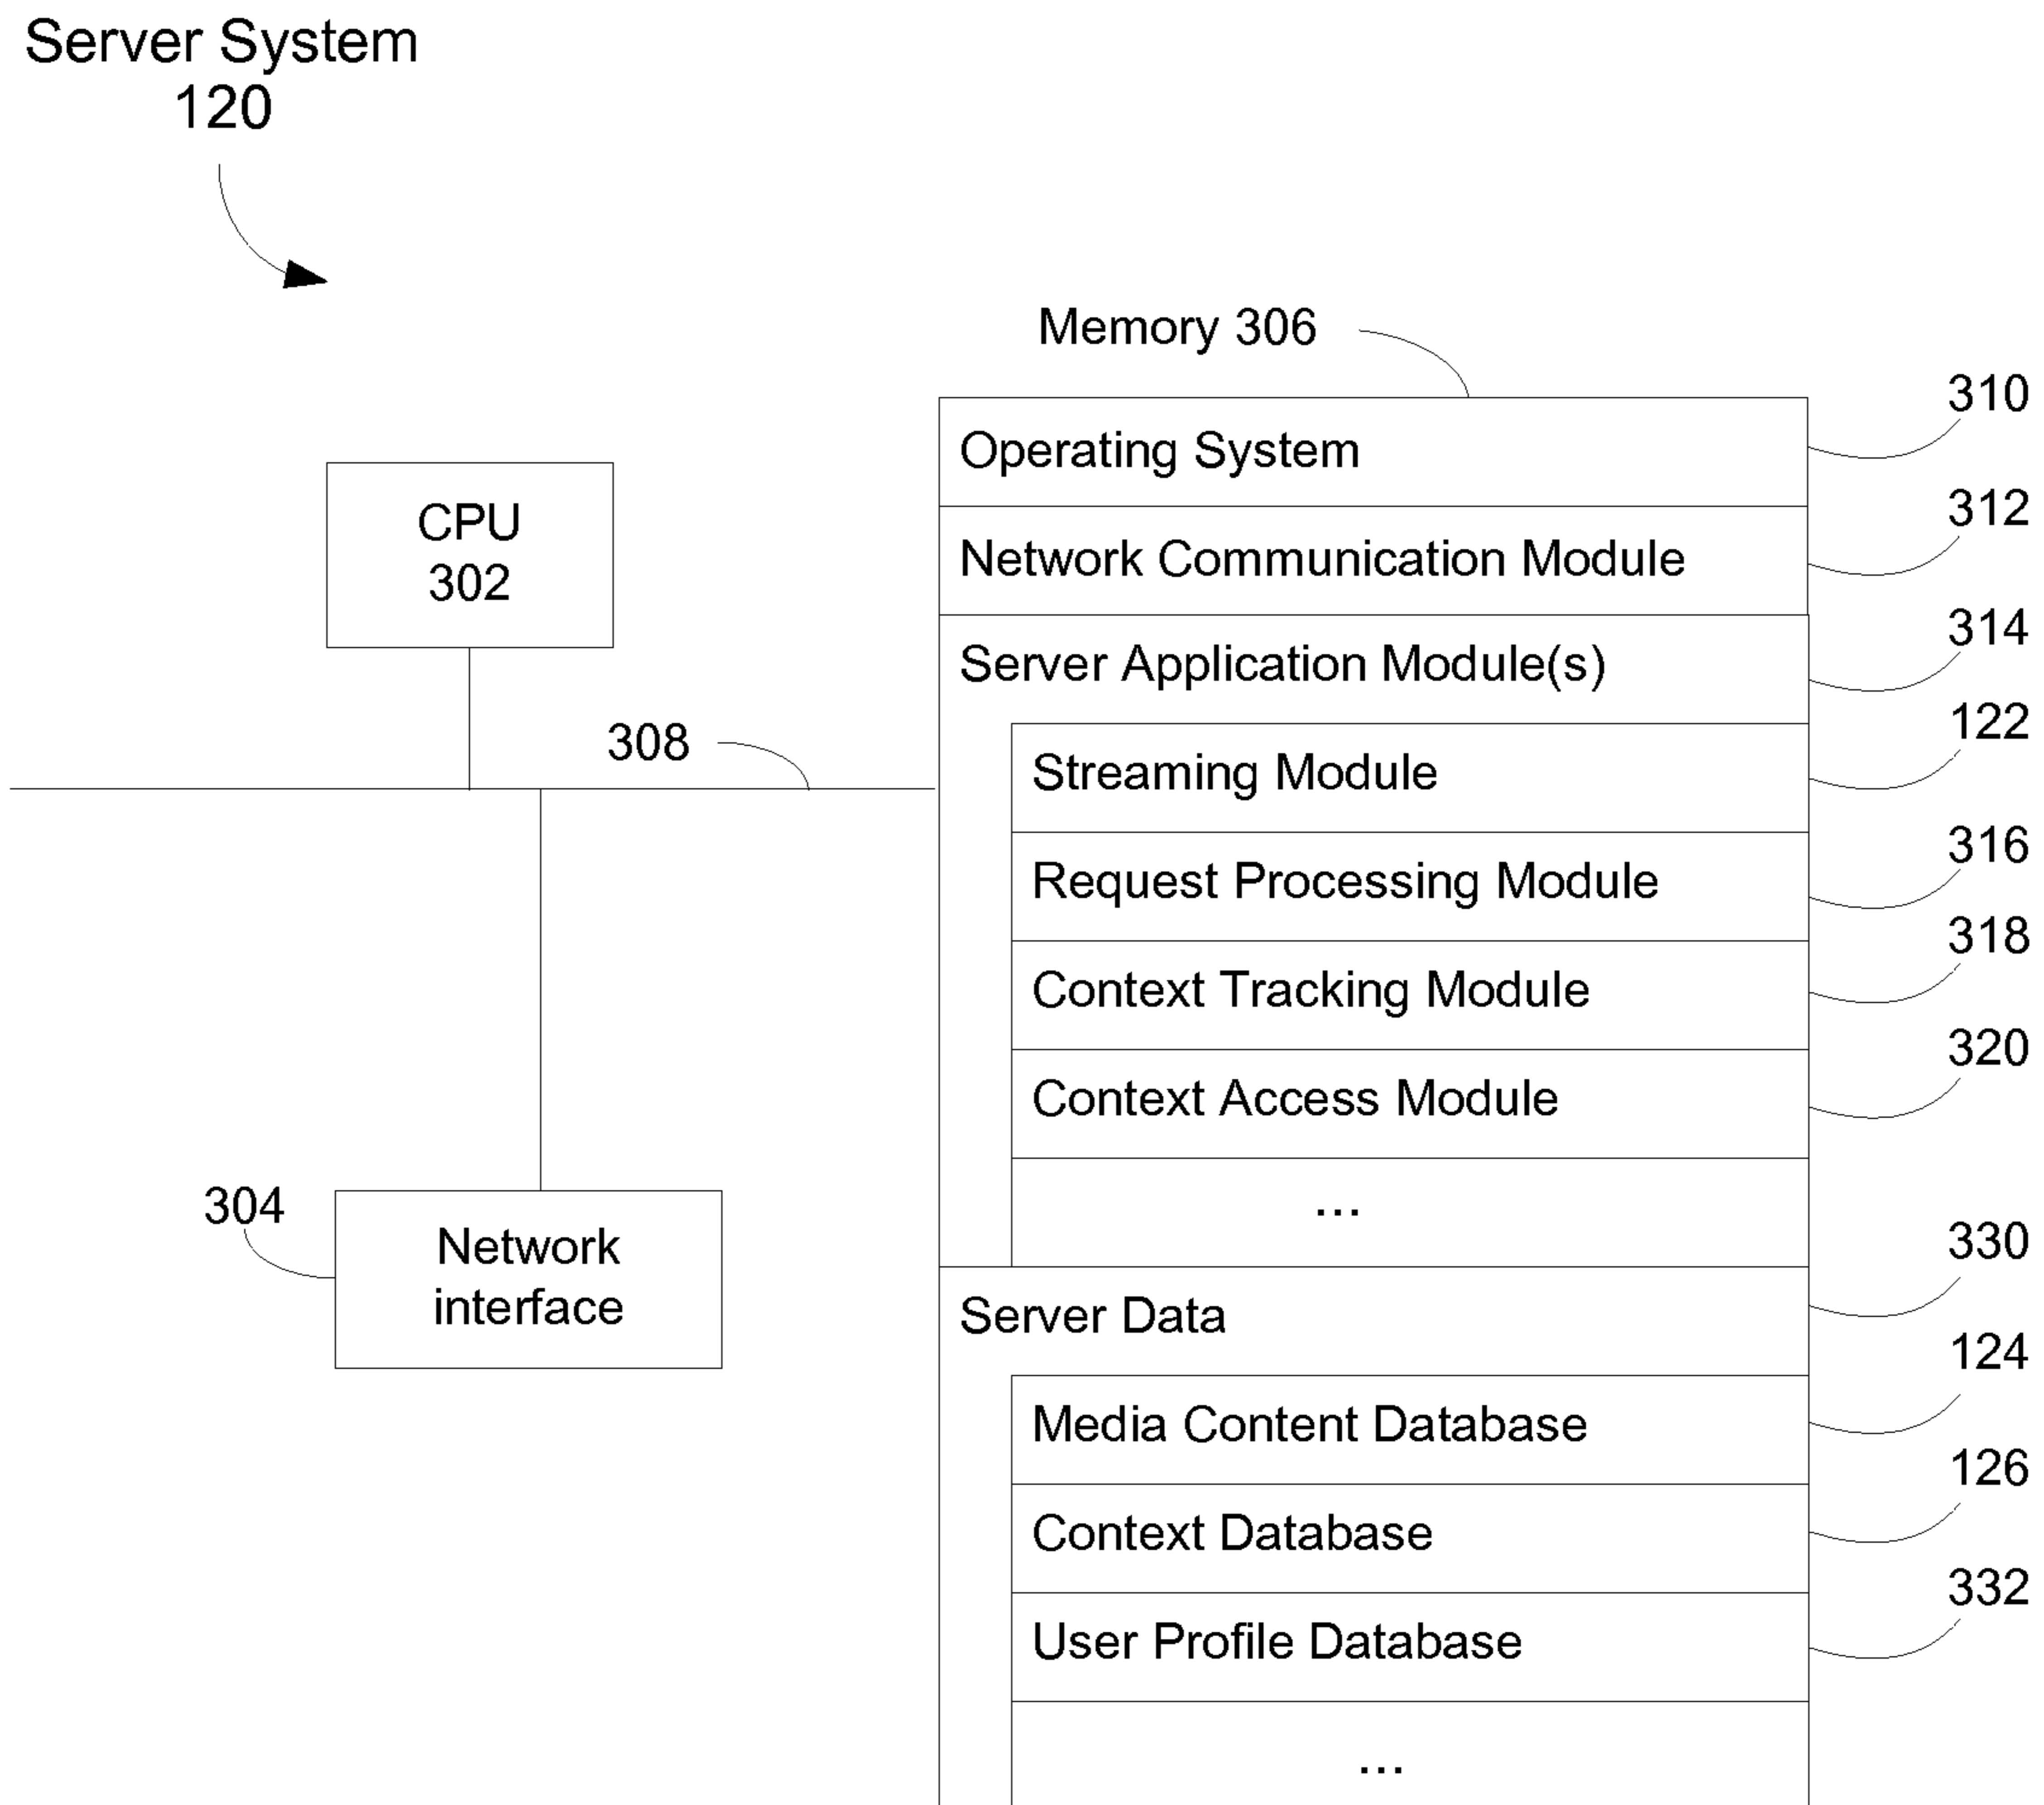 Server System
120
Memory 306
310
Operating System
312
CPU
302
Network Communication Module
314
Server Application Module(s)
308
122
Streaming Module
316
Request Processing Module
318
Context Tracking Module
320
Context Access Module
...
304
Network
interface
330
Server Data
124
Media Content Database
126
Context Database
332
User Profile Database
...